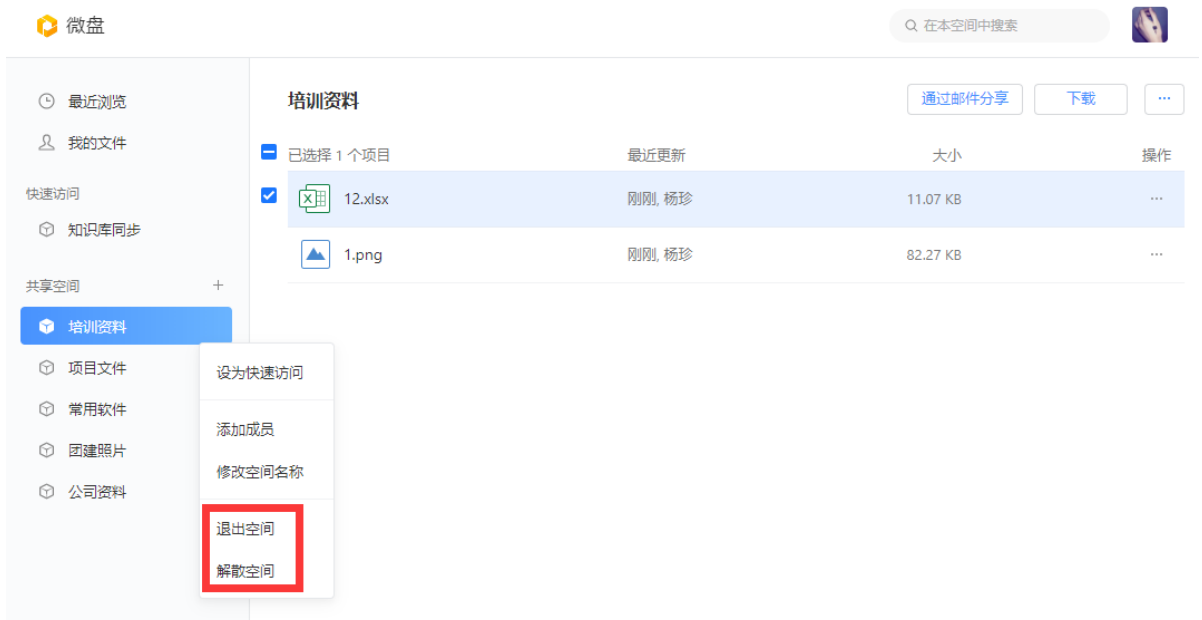 微盘
在本空间中搜索
最近浏览
我的文件
快速访问
知识库同步
共享空间 +
培训资料
项目文件
常用软件
团建照片
公司资料
设为快速访问
添加成员
修改空间名称
退出空间
解散空间
培训资料
通过邮件分享 下载 ···
已选择 1 个项目 最近更新 大小 操作
12.xlsx 刚刚, 杨珍 11.07 KB ···
1.png 刚刚, 杨珍 82.27 KB ···